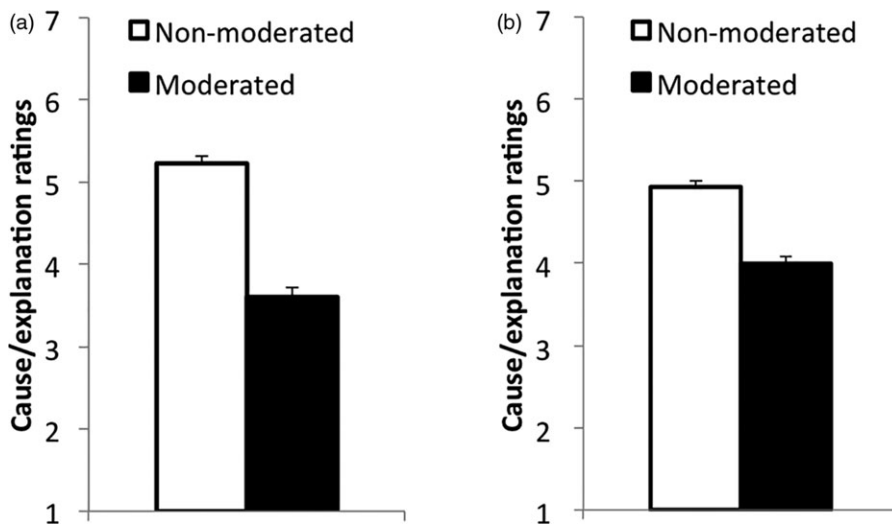 (a)
Cause/explanation ratings
7
6
5
4
3
2
1
Non-moderated
Moderated
(b)
Cause/explanation ratings
7
6
5
4
3
2
1
Non-moderated
Moderated